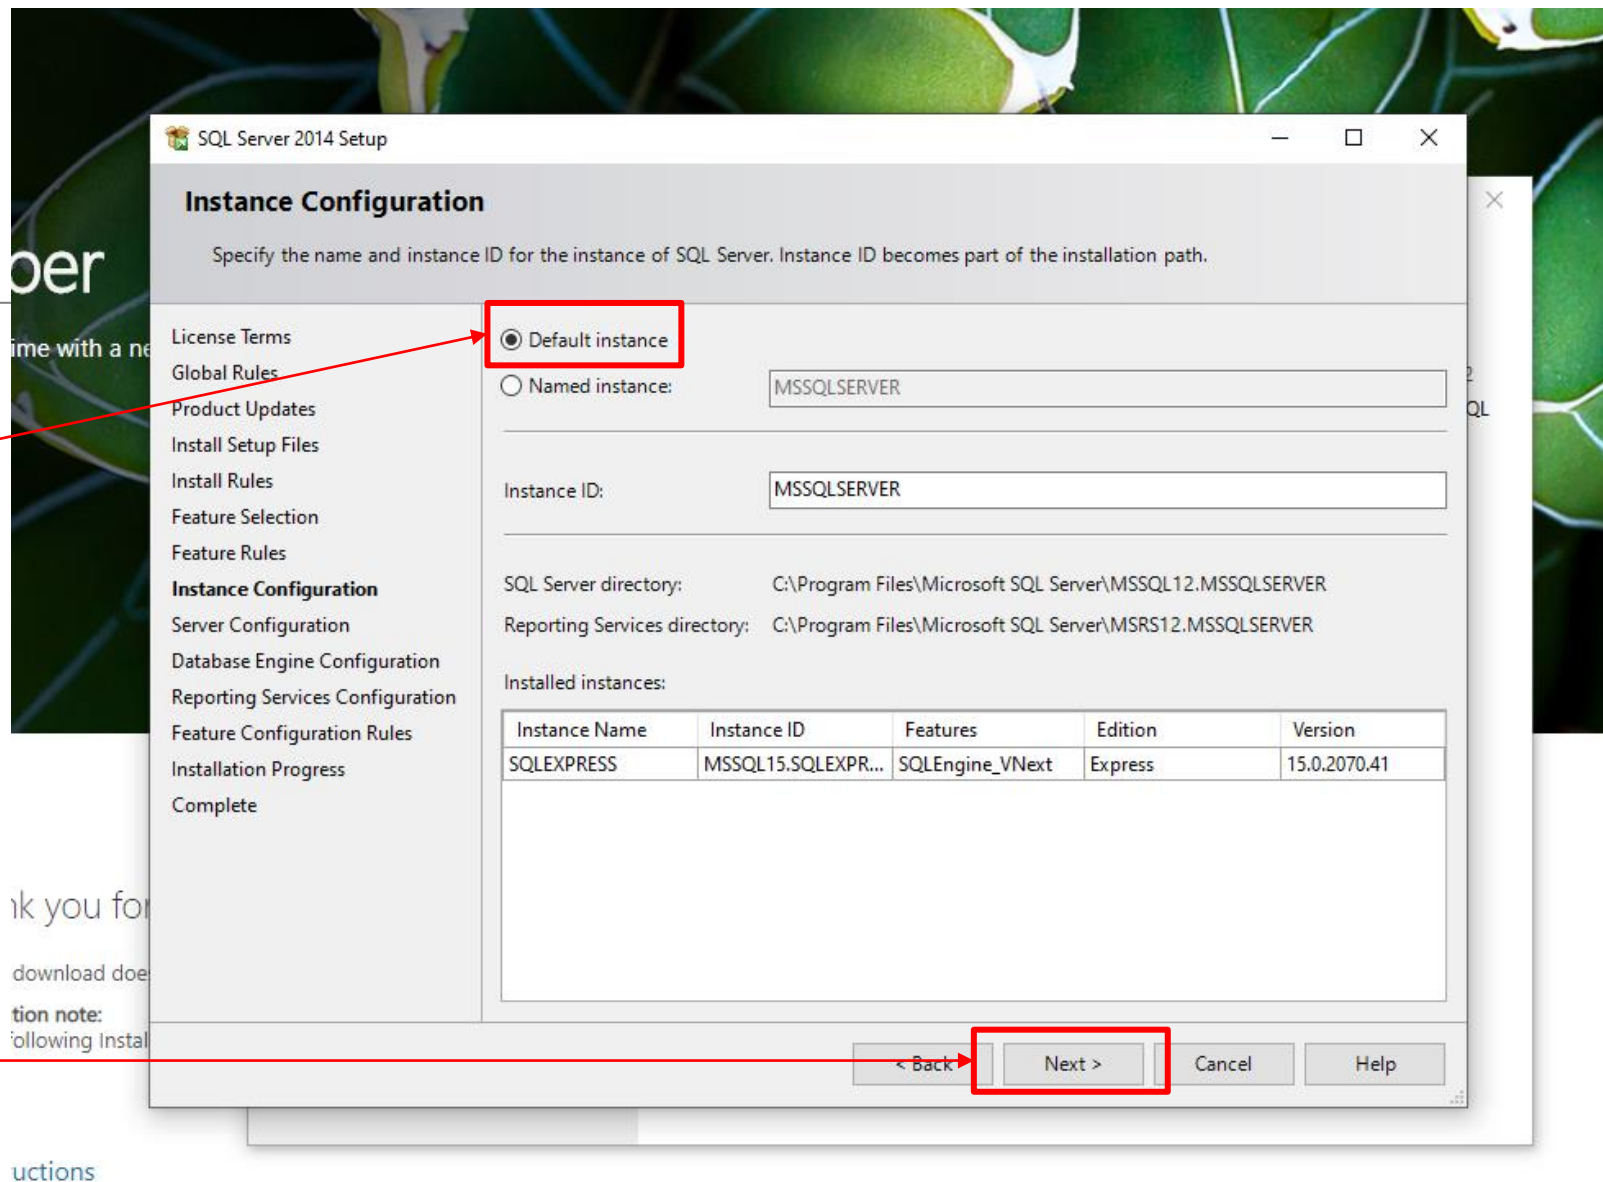 SQL Server 2014 Setup
Instance Configuration
Specify the name and instance ID for the instance of SQL Server. Instance ID becomes part of the installation path.
License Terms
Global Rules
Product Updates
Install Setup Files
Install Rules
Feature Selection
Feature Rules
Instance Configuration
Server Configuration
Database Engine Configuration
Reporting Services Configuration
Feature Configuration Rules
Installation Progress
Complete
Default instance
Named instance: MSSQLSERVER
Instance ID: MSSQLSERVER
SQL Server directory: C:\Program Files\Microsoft SQL Server\MSSQL12.MSSQLSERVER
Reporting Services directory: C:\Program Files\Microsoft SQL Server\MSRS12.MSSQLSERVER
Installed instances:
Instance Name Instance ID Features Edition Version
SQLEXPRESS MSSQL15.SQLEXPR... SQLEngine_VNext Express 15.0.2070.41
< Back Next > Cancel Help
ime with a ne
QL
nk you for
download doe
tion note:
ollowing Instal
uctions